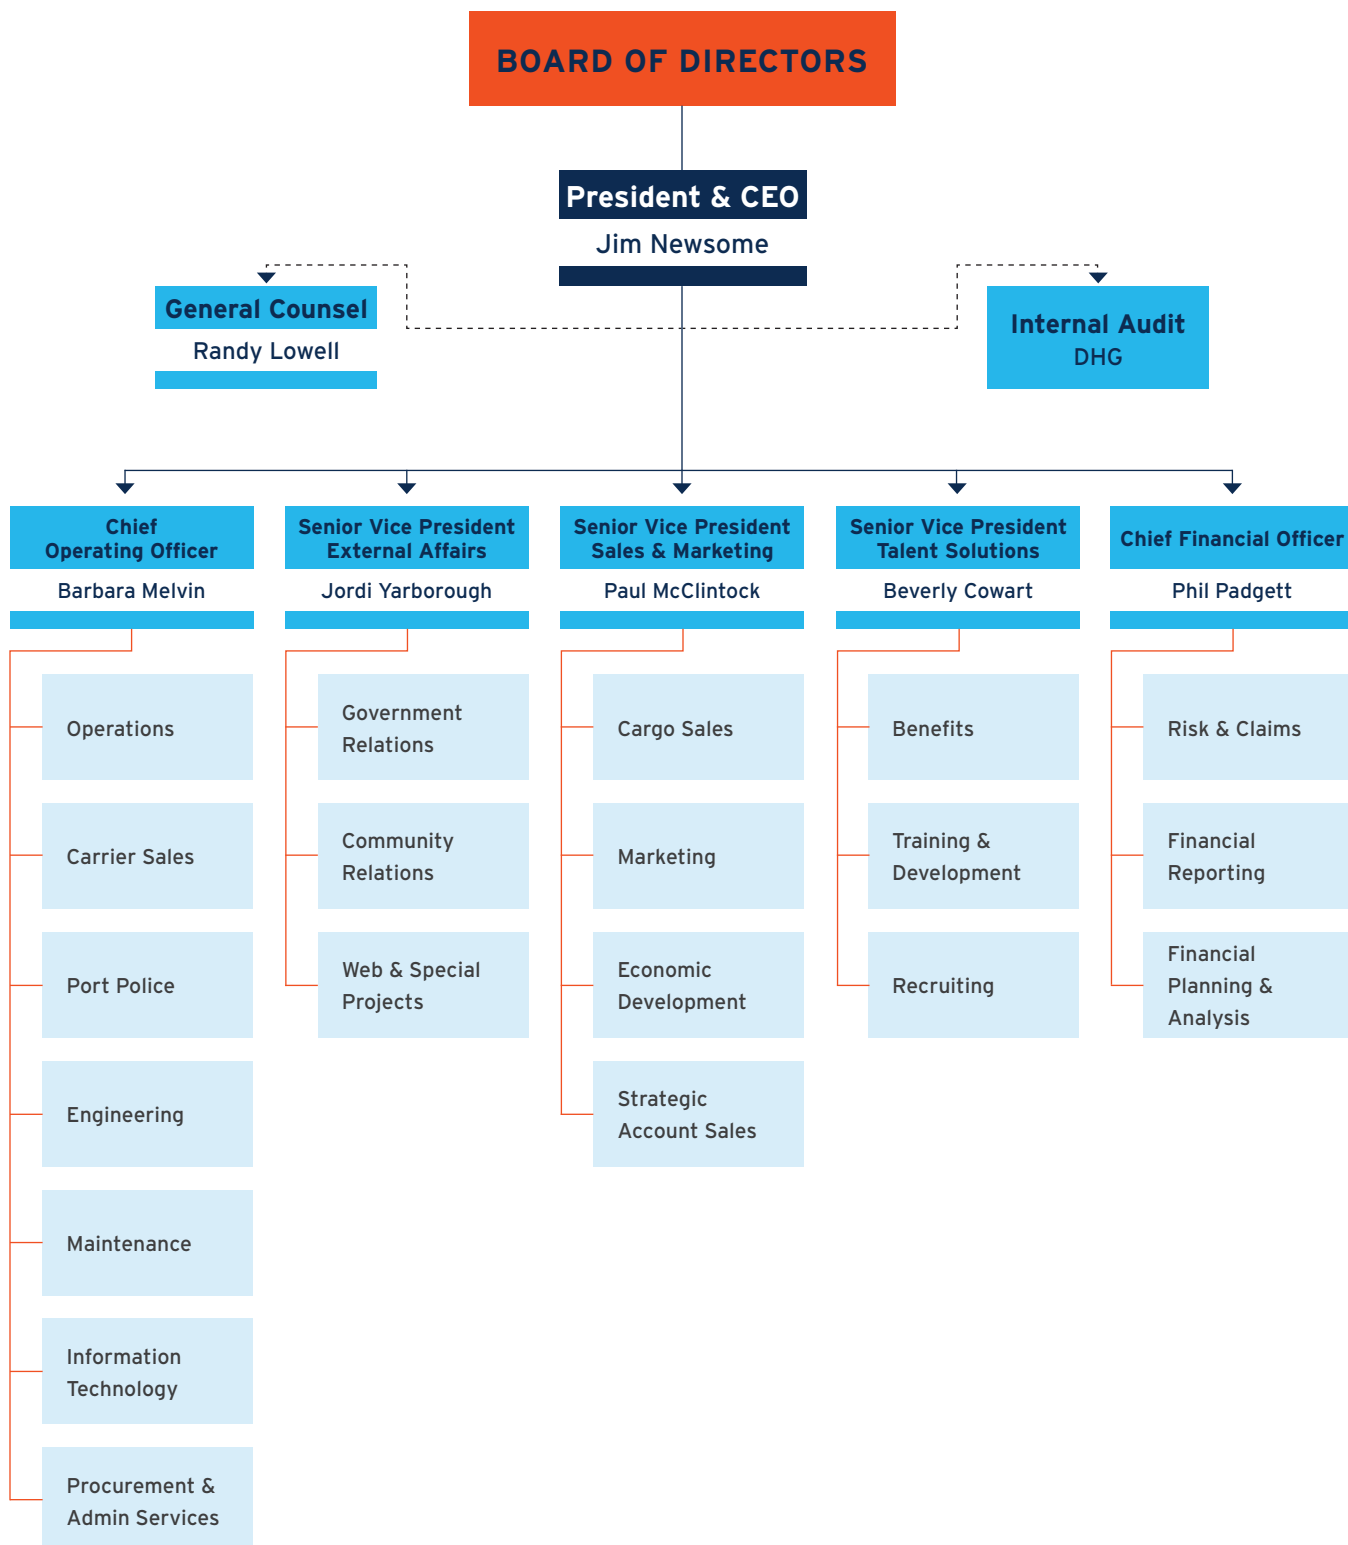 BOARD OF DIRECTORS
President & CEO
Jim Newsome
General Counsel
Randy Lowell
Internal Audit
DHG
Chief
Operating Officer
Barbara Melvin
Operations
Carrier Sales
Port Police
Engineering
Maintenance
Information
Technology
Procurement &
Admin Services
Senior Vice President
External Affairs
Jordi Yarborough
Government
Relations
Community
Relations
Web & Special
Projects
Senior Vice President
Sales & Marketing
Paul McClintock
Cargo Sales
Marketing
Economic
Development
Strategic
Account Sales
Senior Vice President
Talent Solutions
Beverly Cowart
Benefits
Training &
Development
Recruiting
Chief Financial Officer
Phil Padgett
Risk & Claims
Financial
Reporting
Financial
Planning &
Analysis